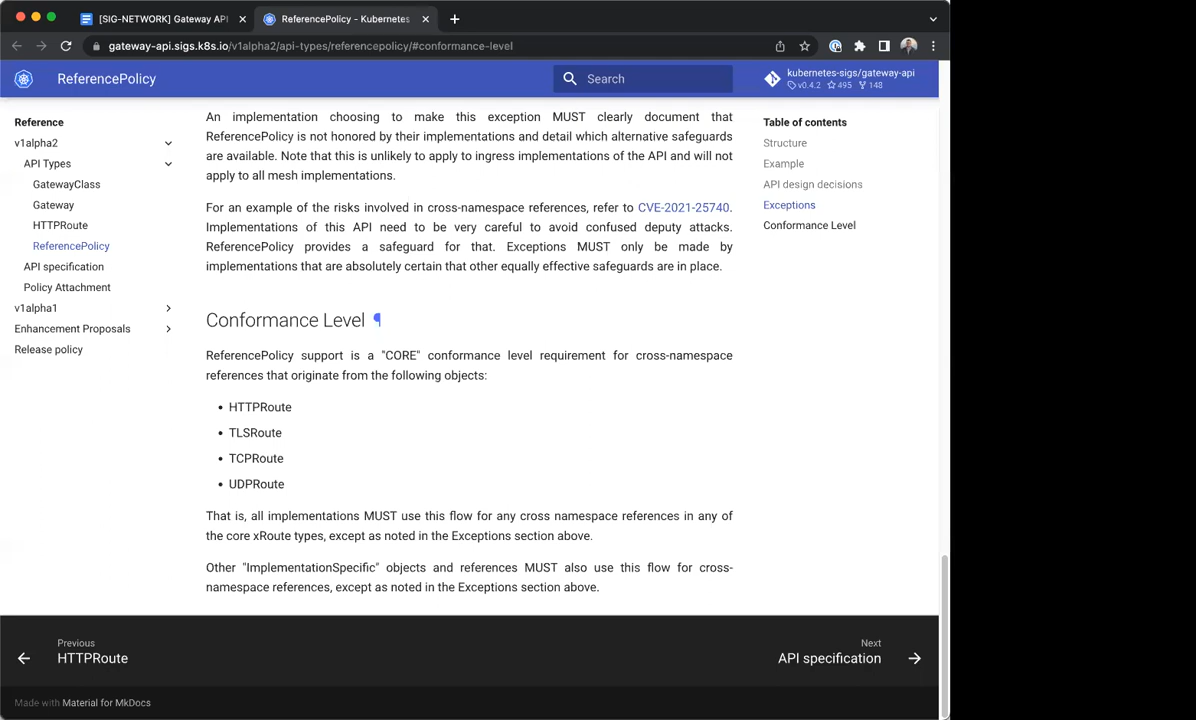 [SIG-NETWORK] Gateway API
ReferencePolicy - Kubernetes
gateway-api.sigs.k8s.io/v1alpha2/api-types/referencepolicy/#conformance-level
ReferencePolicy
Search
kubernetes-sigs/gateway-api
v0.4.2 495 148
Reference
v1alpha2
API Types
GatewayClass
Gateway
HTTPRoute
ReferencePolicy
API specification
Policy Attachment
v1alpha1
Enhancement Proposals
Release policy
An implementation choosing to make this exception MUST clearly document that
ReferencePolicy is not honored by their implementations and detail which alternative safeguards
are available. Note that this is unlikely to apply to ingress implementations of the API and will not
apply to all mesh implementations.
For an example of the risks involved in cross-namespace references, refer to CVE-2021-25740.
Implementations of this API need to be very careful to avoid confused deputy attacks.
ReferencePolicy provides a safeguard for that. Exceptions MUST only be made by
implementations that are absolutely certain that other equally effective safeguards are in place.
Conformance Level ¶
ReferencePolicy support is a "CORE" conformance level requirement for cross-namespace
references that originate from the following objects:
• HTTPRoute
• TLSRoute
• TCPRoute
• UDPRoute
That is, all implementations MUST use this flow for any cross namespace references in any of
the core xRoute types, except as noted in the Exceptions section above.
Other "ImplementationSpecific" objects and references MUST also use this flow for cross-
namespace references, except as noted in the Exceptions section above.
Table of contents
Structure
Example
API design decisions
Exceptions
Conformance Level
Previous
HTTPRoute
Next
API specification
Made with Material for MkDocs